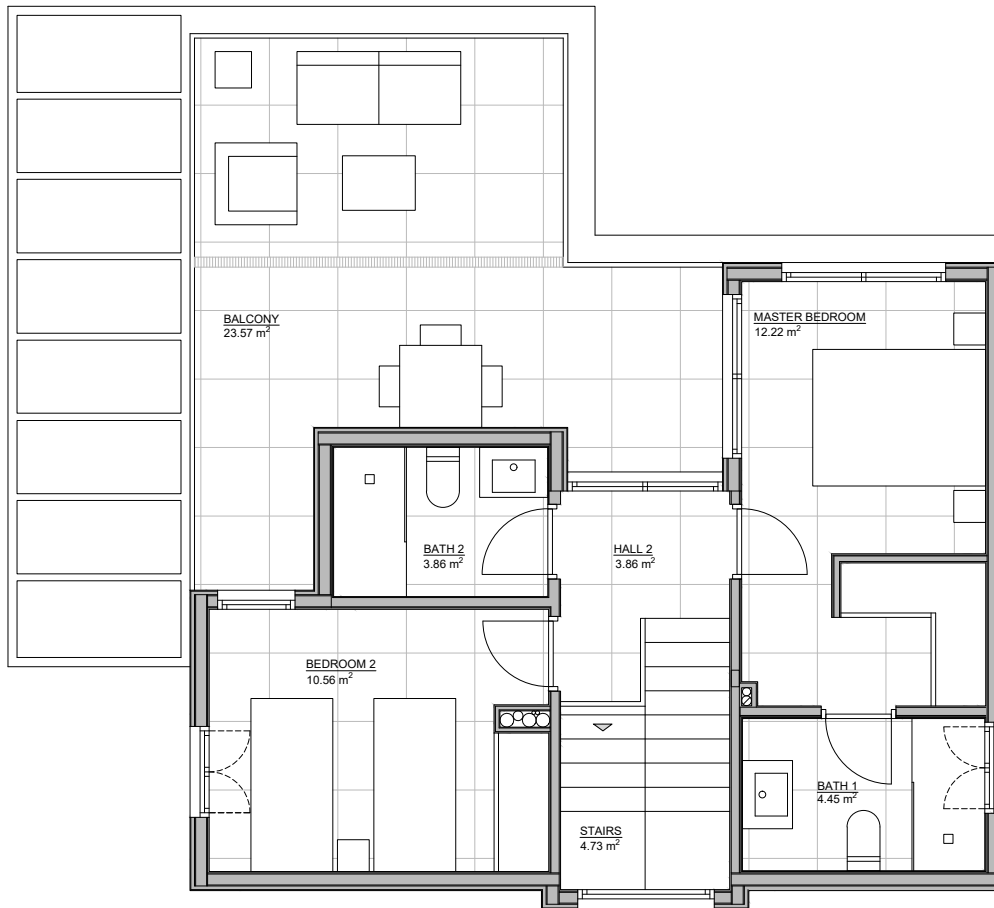 BALCONY
23.57 m²
MASTER BEDROOM
12.22 m²
BATH 2
3.86 m²
HALL 2
3.86 m²
BEDROOM 2
10.56 m²
BATH 1
4.45 m²
STAIRS
4.73 m²